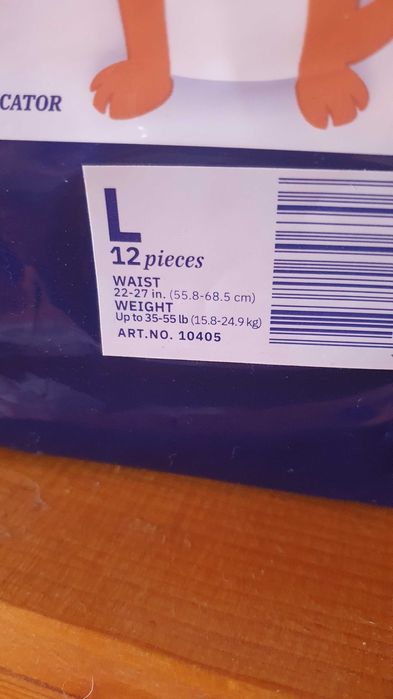 CATOR
L
12 pieces
WAIST
22-27 in. (55.8-68.5 cm)
WEIGHT
Up to 35-55 lb (15.8-24.9 kg)
ART.NO. 10405